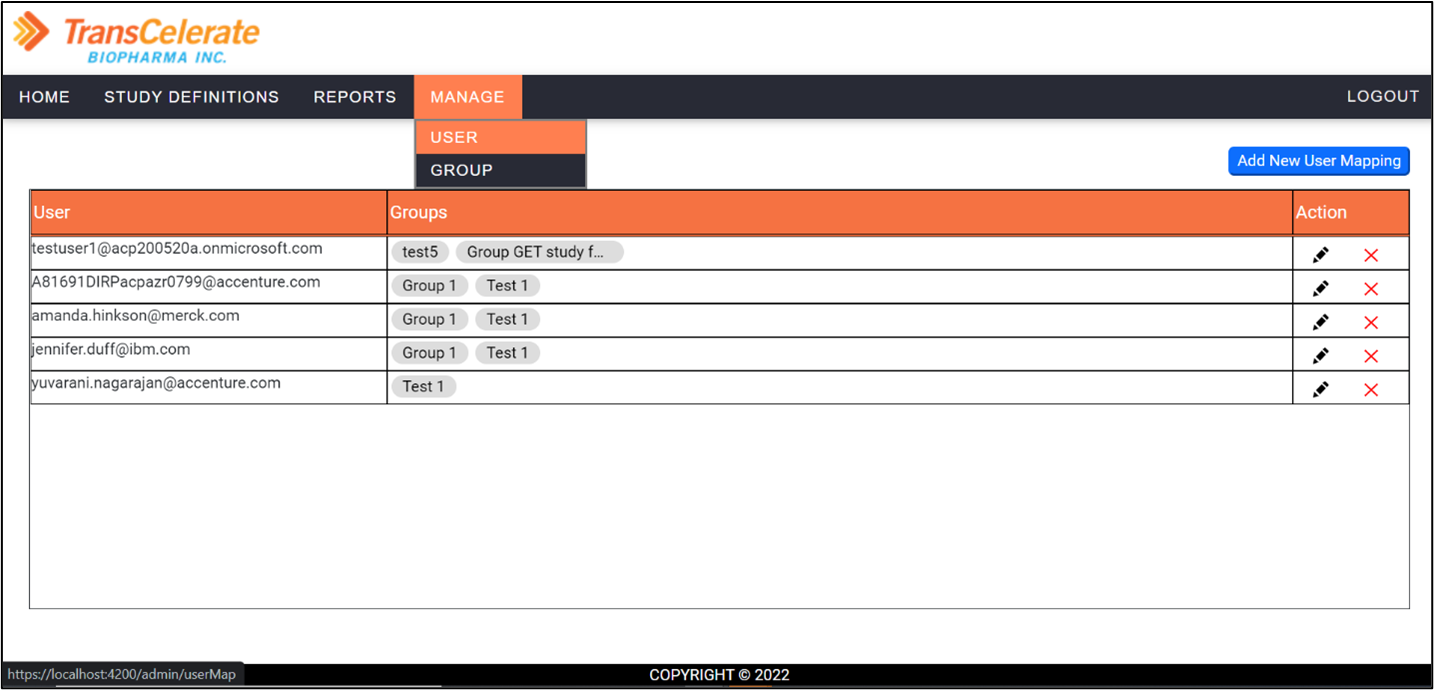 TransCelerate
BIOPHARMA INC.
HOME STUDY DEFINITIONS REPORTS MANAGE LOGOUT
USER
GROUP
Add New User Mapping
User Groups Action
testuser1@acp200520a.onmicrosoft.com test5 Group GET study f...
A81691DIRPacpazr0799@accenture.com Group 1 Test 1
amanda.hinkson@merck.com Group 1 Test 1
jennifer.duff@ibm.com Group 1 Test 1
yuvarani.nagarajan@accenture.com Test 1
https://localhost:4200/admin/userMap COPYRIGHT © 2022